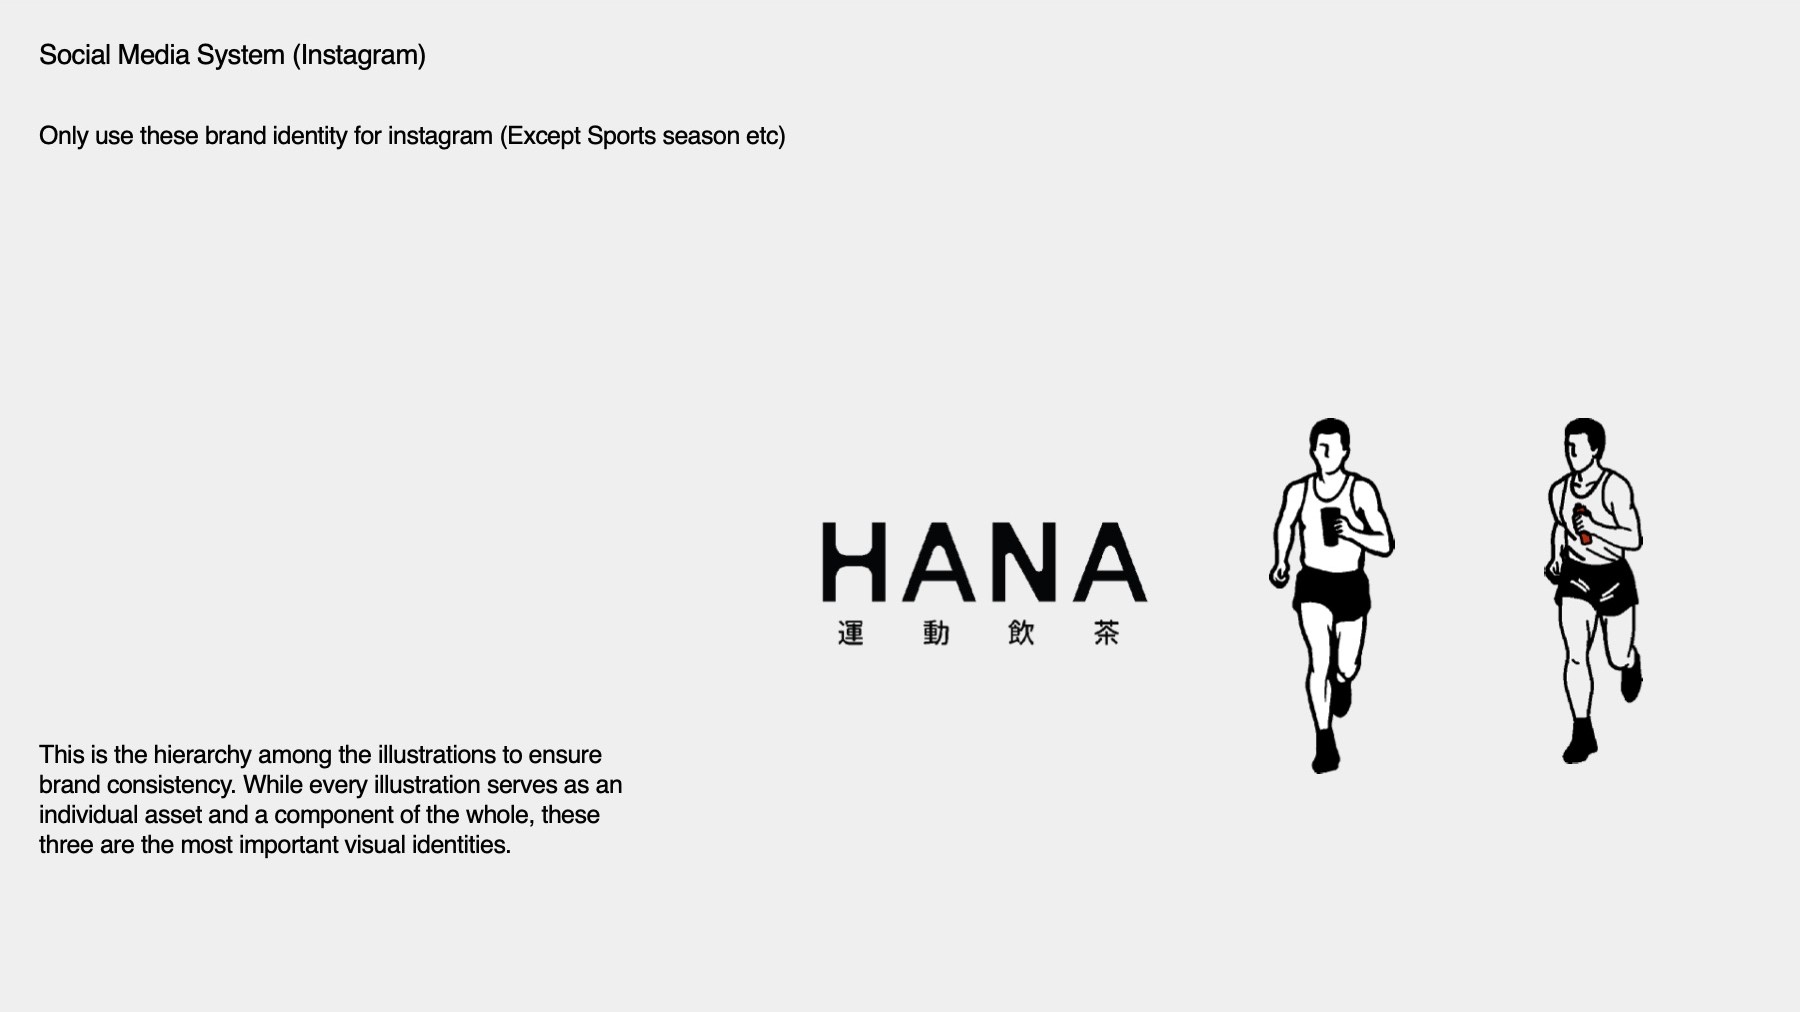 Social Media System (Instagram)
Only use these brand identity for instagram (Except Sports season etc)
HANA
運動飲茶
This is the hierarchy among the illustrations to ensure
brand consistency. While every illustration serves as an
individual asset and a component of the whole, these
three are the most important visual identities.